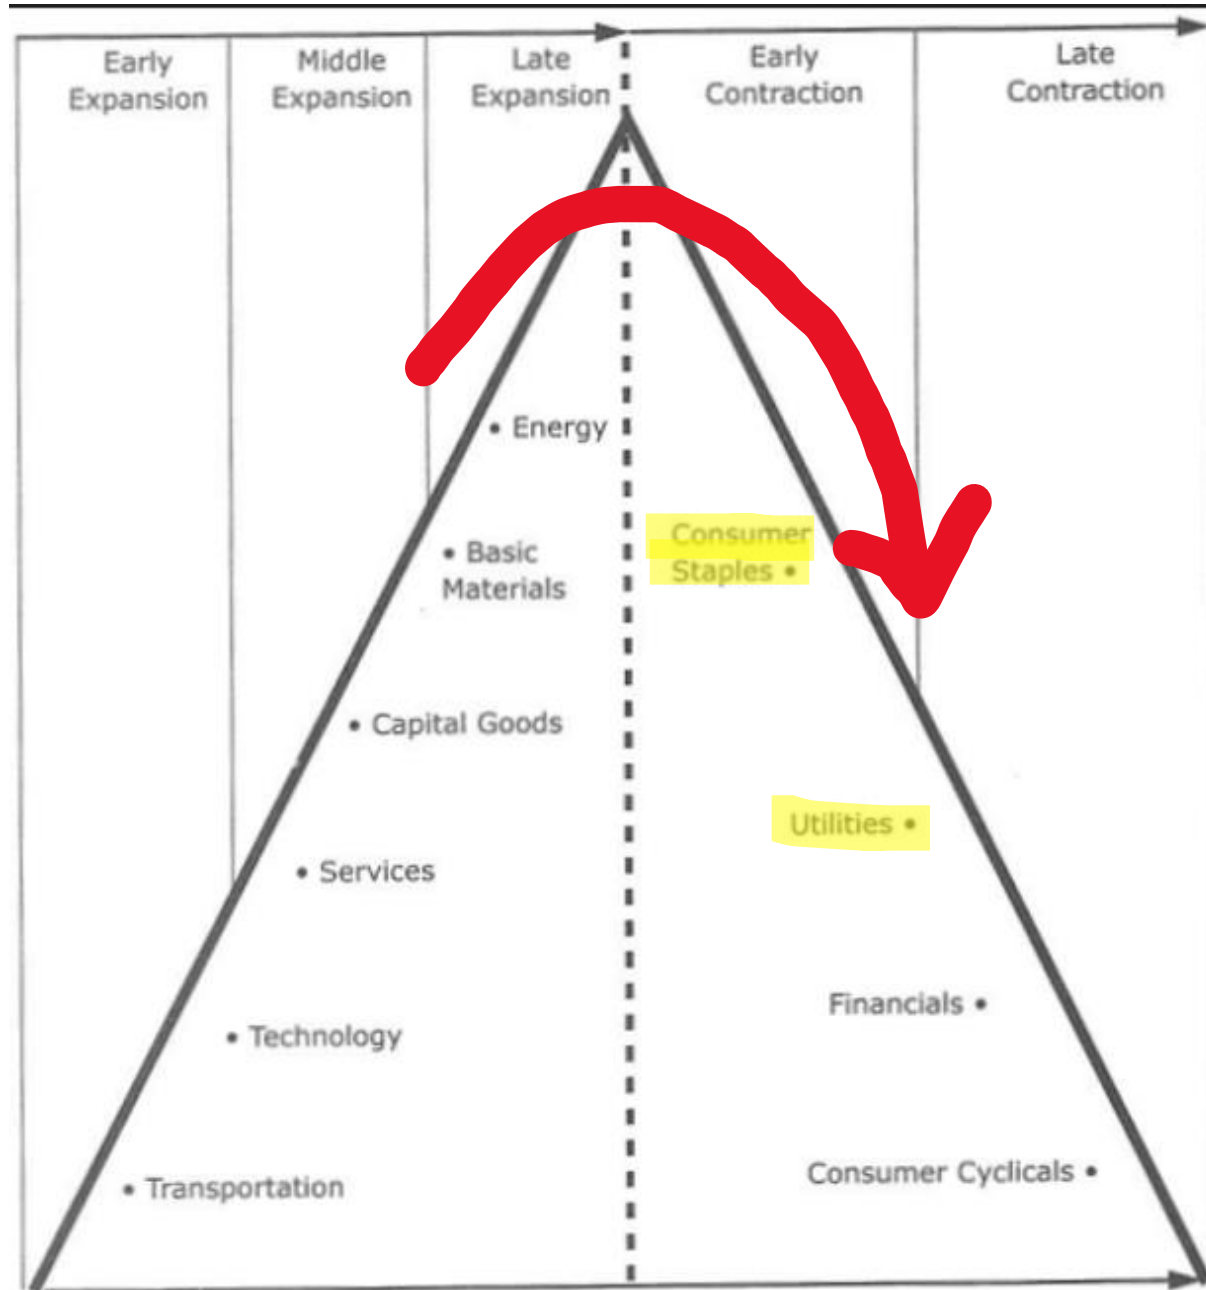 Early
Expansion
Middle
Expansion
Late
Expansion
Early
Contraction
Late
Contraction
• Energy
• Basic
Materials
Consumer
Staples •
• Capital Goods
Utilities •
• Services
Financials •
• Technology
Consumer Cyclicals •
• Transportation